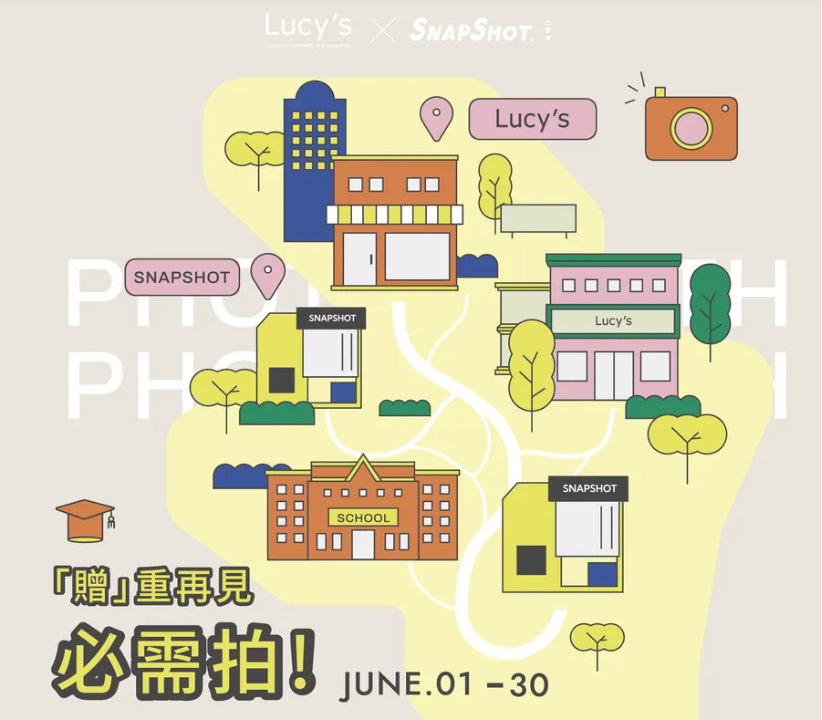 Lucy's × SNAPSHOT.
Lucy's
SNAPSHOT
SNAPSHOT
Lucy's
SNAPSHOT
SCHOOL
「贈」重再見
必需拍!
JUNE.01 -30